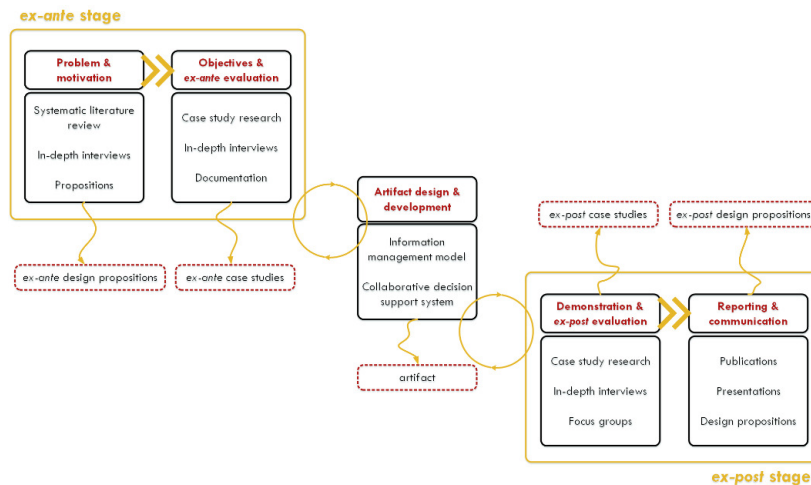 ex-ante stage
Problem &
motivation
Objectives &
ex-ante evaluation
Systematic literature
review
In-depth interviews
Propositions
Case study research
In-depth interviews
Documentation
ex-ante design propositions
ex-ante case studies
Artifact design &
development
Information
management model
Collaborative decision
support system
artifact
ex-post case studies
ex-post design propositions
Demonstration &
ex-post evaluation
Reporting &
communication
Case study research
In-depth interviews
Focus groups
Publications
Presentations
Design propositions
ex-post stage